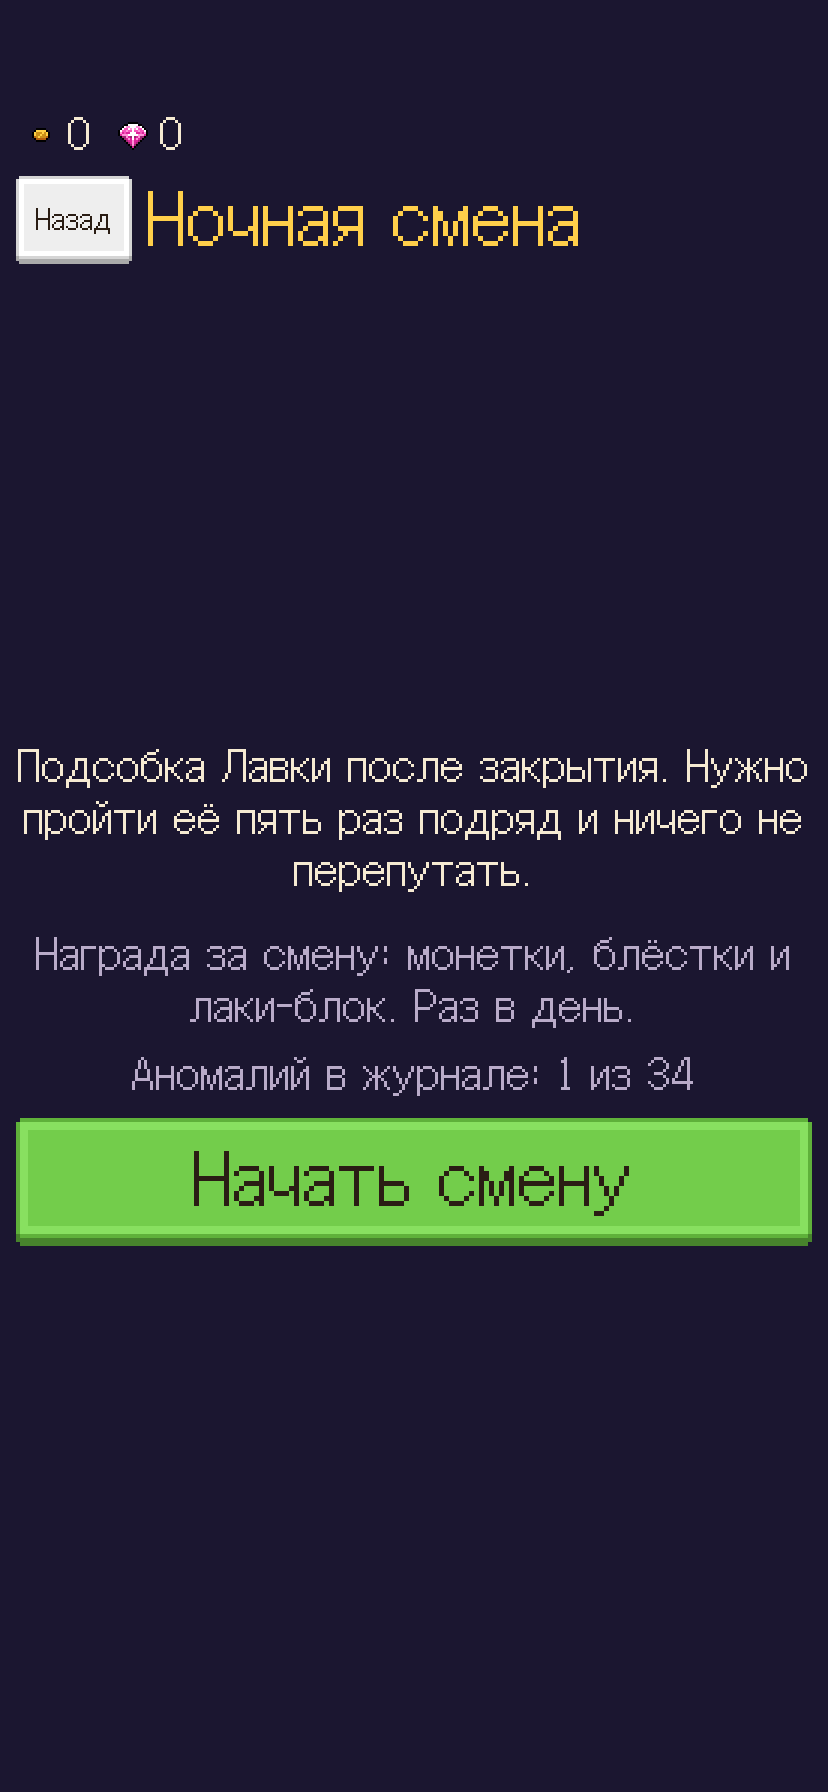 0 0
Назад
Ночная смена
Подсобка Лавки после закрытия. Нужно
пройти её пять раз подряд и ничего не
перепутать.
Награда за смену: монетки, блёстки и
лаки-блок. Раз в день.
Аномалий в журнале: 1 из 34
Начать смену